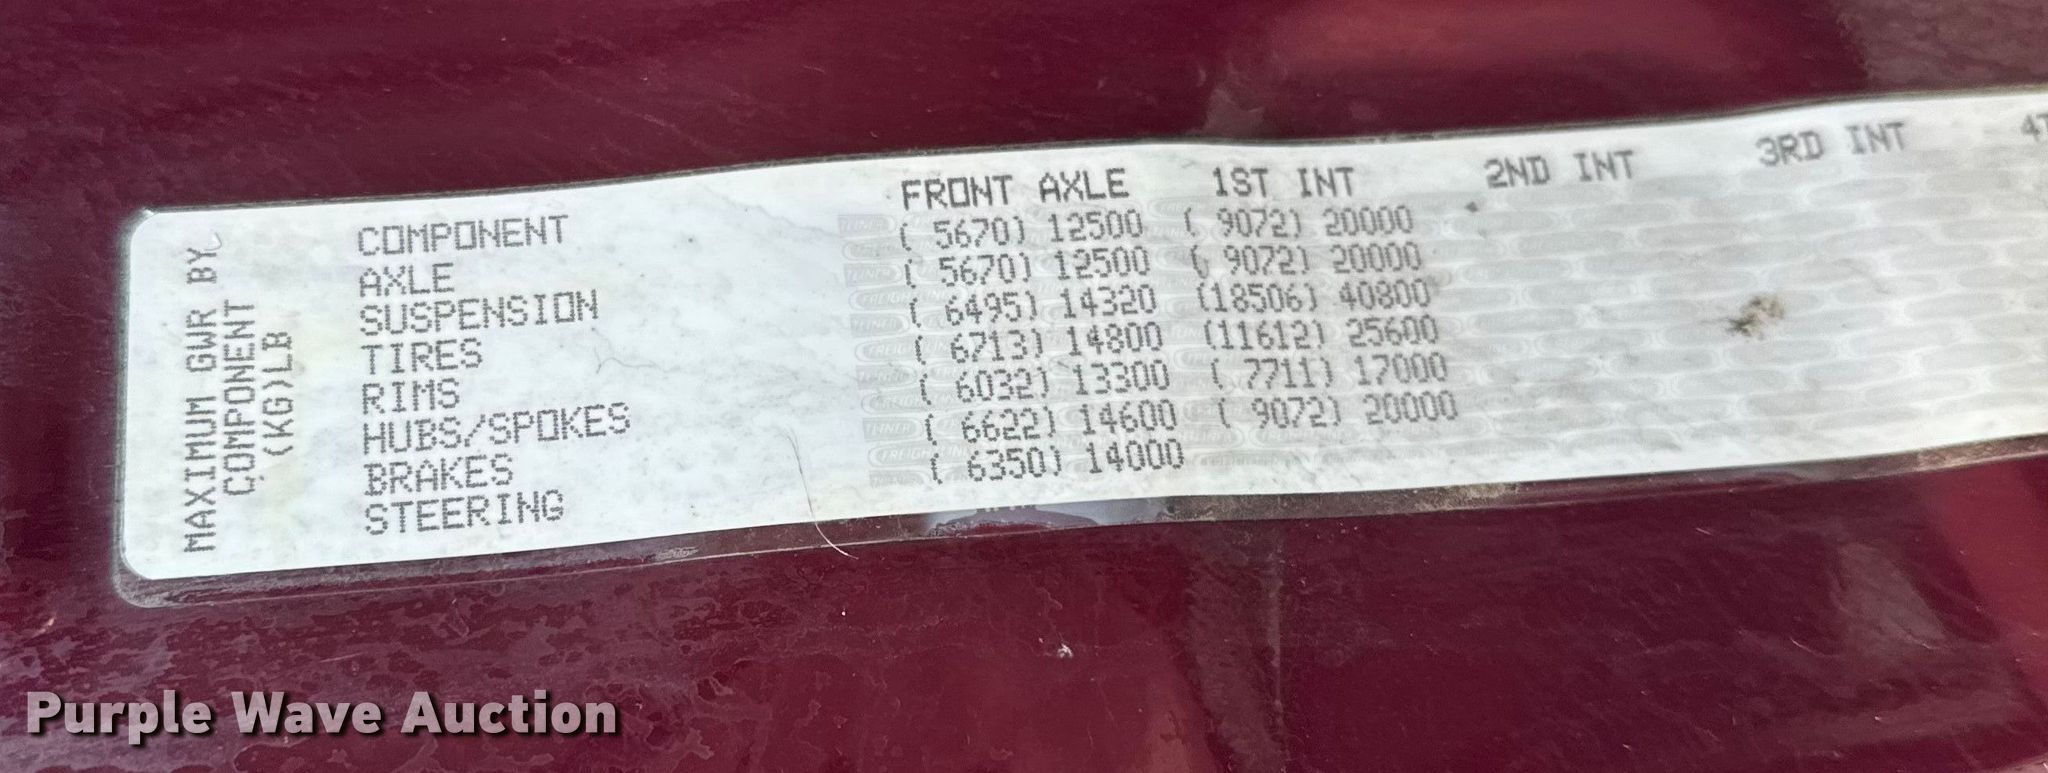 MAXIMUM GWR BY
COMPONENT
(KG)LB
COMPONENT FRONT AXLE 1ST INT 2ND INT 3RD INT 4T
AXLE ( 5670) 12500 ( 9072) 20000
SUSPENSION ( 5670) 12500 ( 9072) 20000
TIRES ( 6495) 14320 (18506) 40800
RIMS ( 6713) 14800 (11612) 25600
HUBS/SPOKES ( 6032) 13300 ( 7711) 17000
BRAKES ( 6622) 14600 ( 9072) 20000
STEERING ( 6350) 14000
Purple Wave Auction